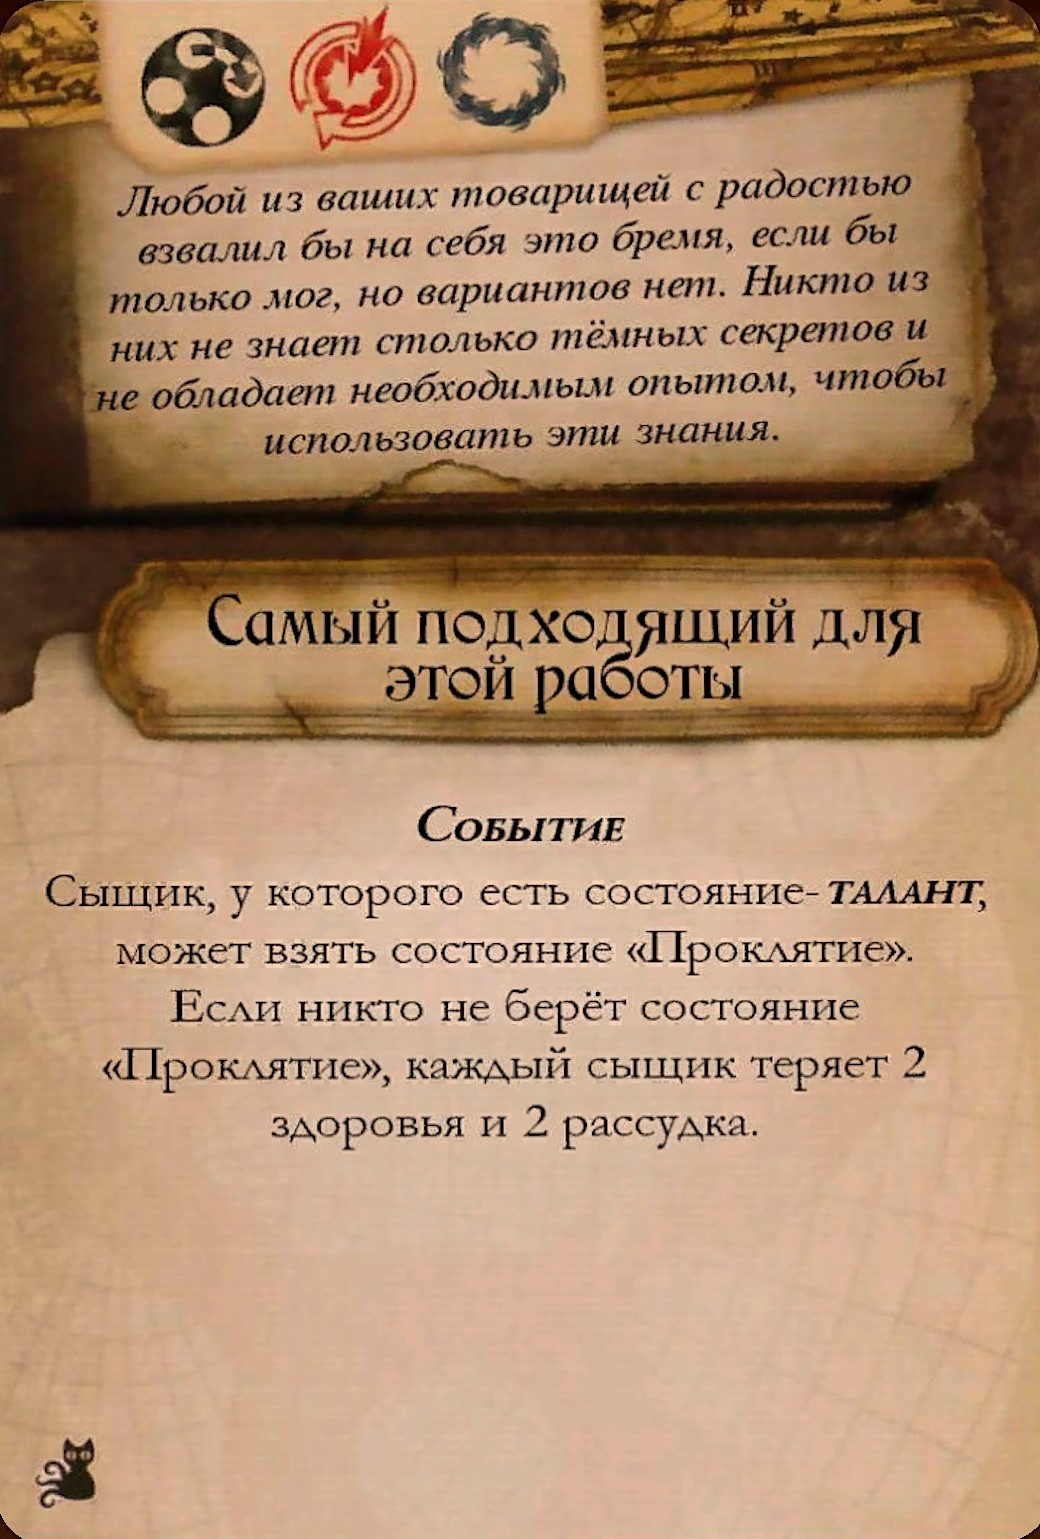 Любой из ваших товарищей с радостью
взвалил бы на себя это бремя, если бы
только мог, но вариантов нет. Никто из
них не знает столько тёмных секретов и
не обладает необходимым опытом, чтобы
использовать эти знания.
Самый подходящий для
этой работы
Событие
Сыщик, у которого есть состояние-ТАЛАНТ,
может взять состояние «Проклятие».
Если никто не берёт состояние
«Проклятие», каждый сыщик теряет 2
здоровья и 2 рассудка.